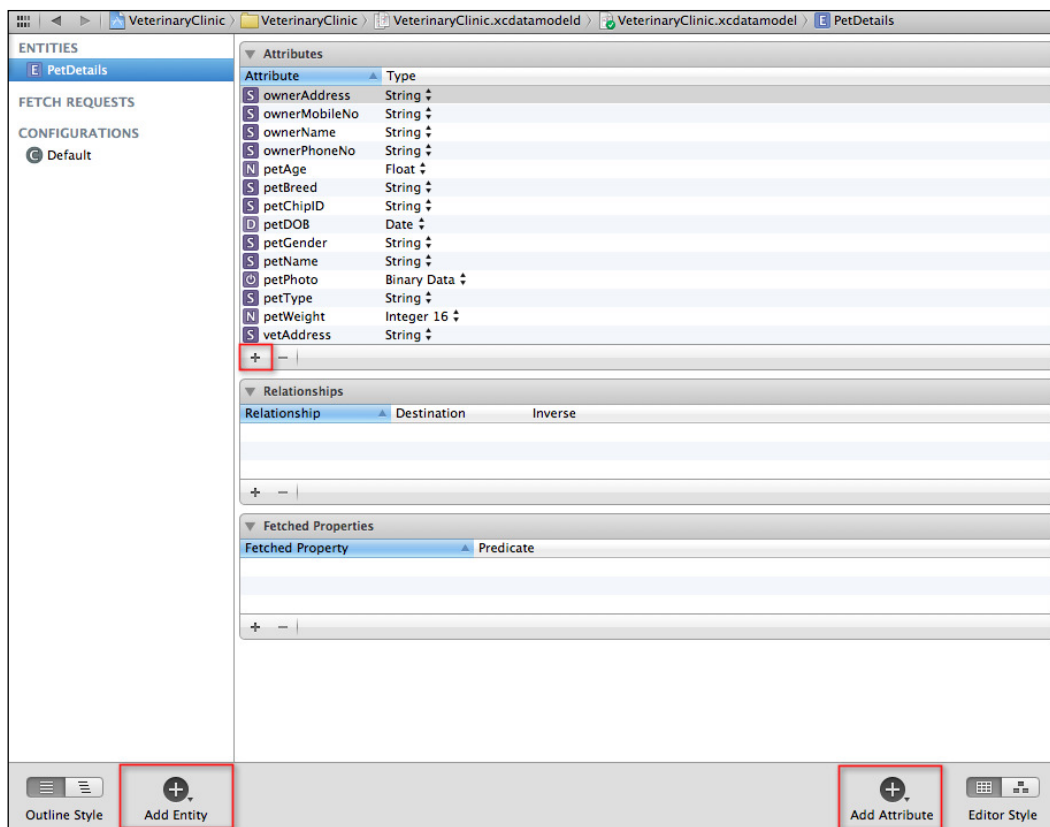 VeterinaryClinic VeterinaryClinic VeterinaryClinic.xcdatamodeld VeterinaryClinic.xcdatamodel E PetDetails
ENTITIES
E PetDetails
FETCH REQUESTS
CONFIGURATIONS
C Default
Attributes
Attribute Type
S ownerAddress String
S ownerMobileNo String
S ownerName String
S ownerPhoneNo String
N petAge Float
S petBreed String
S petChipID String
D petDOB Date
S petGender String
S petName String
petPhoto Binary Data
S petType String
N petWeight Integer 16
S vetAddress String
+ −
Relationships
Relationship Destination Inverse
+ −
Fetched Properties
Fetched Property Predicate
+ −
Outline Style Add Entity Add Attribute Editor Style